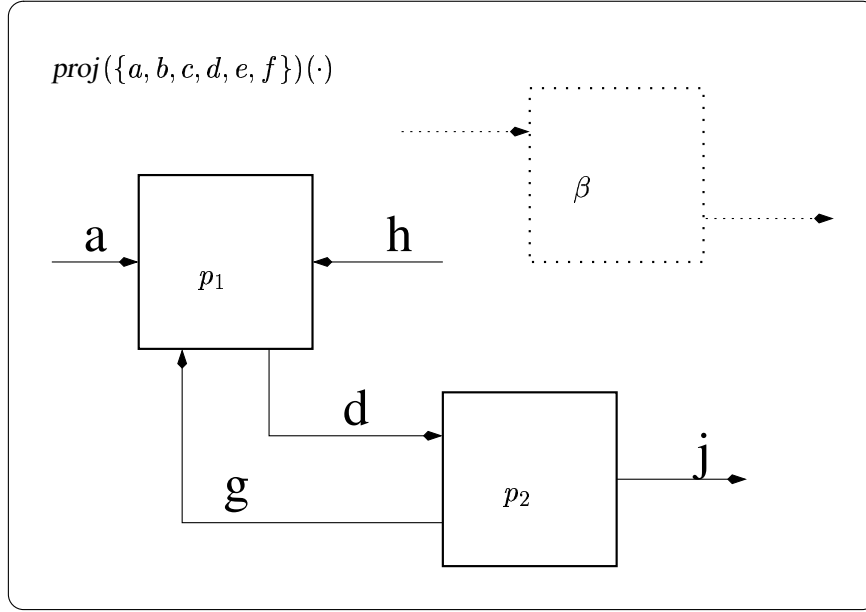 proj({a, b, c, d, e, f})(·)
β
a
h
p₁
d
g
j
p₂